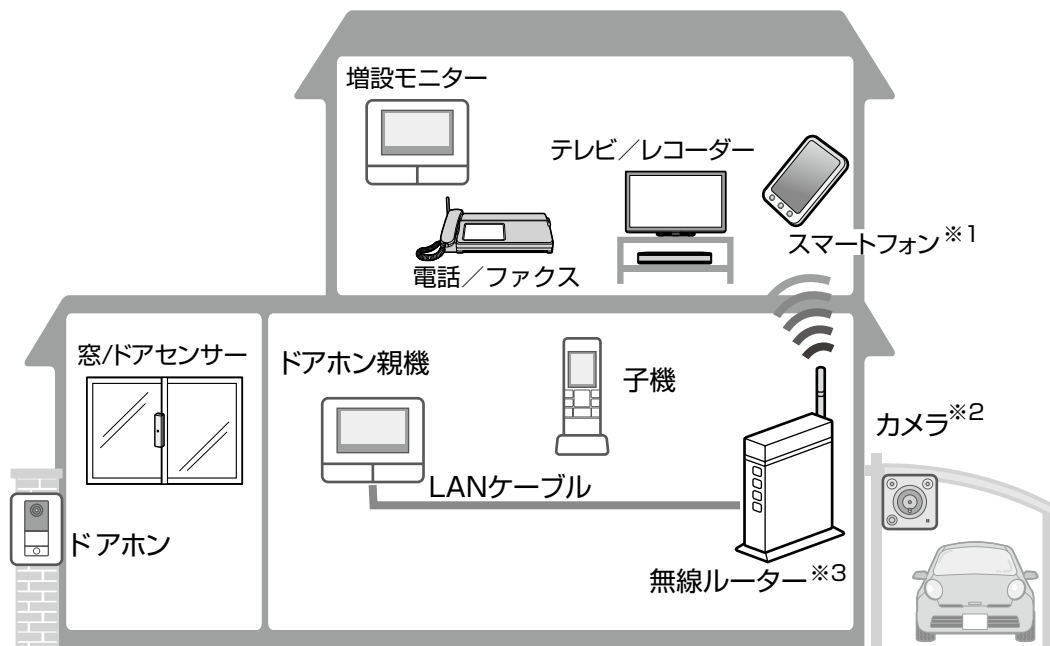 増設モニター
テレビ／レコーダー
スマートフォン※1
電話／ファクス
窓/ドアセンサー
ドアホン親機
子機
カメラ※2
LANケーブル
ドアホン
無線ルーター※3